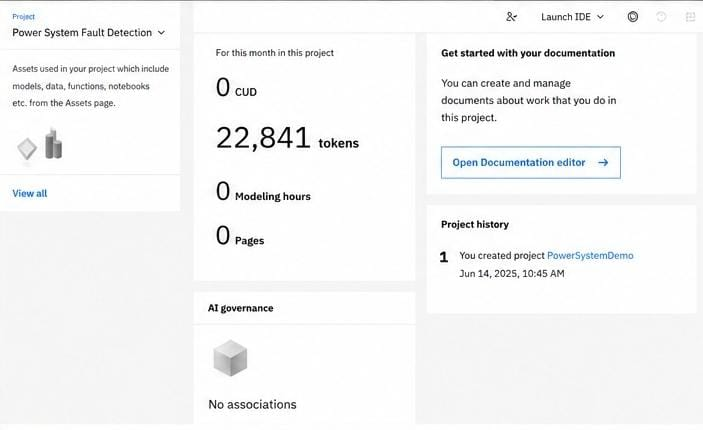 Project
Power System Fault Detection
Launch IDE
Assets used in your project which include
models, data, functions, notebooks
etc. from the Assets page.
View all
For this month in this project
0 CUD
22,841 tokens
0 Modeling hours
0 Pages
AI governance
No associations
Get started with your documentation
You can create and manage
documents about work that you do in
this project.
Open Documentation editor
Project history
1
You created project PowerSystemDemo
Jun 14, 2025, 10:45 AM